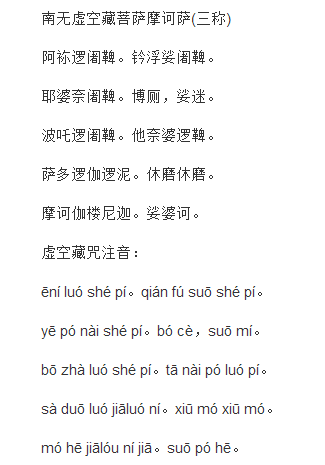 南无虚空藏菩萨摩诃萨(三称)
阿袮逻阇鞞。钤浮娑阇鞞。
耶婆奈阇鞞。博厕，娑迷。
波吒逻阇鞞。他奈婆逻鞞。
萨多逻伽逻泥。休磨休磨。
摩诃伽楼尼迦。娑婆诃。
虚空藏咒注音：
ēní luó shé pí。qián fú suō shé pí。
yē pó nài shé pí。bó cè，suō mí。
bō zhà luó shé pí。tā nài pó luó pí。
sà duō luó jiāluó ní。xiū mó xiū mó。
mó hē jiālóu ní jiā。suō pó hē。